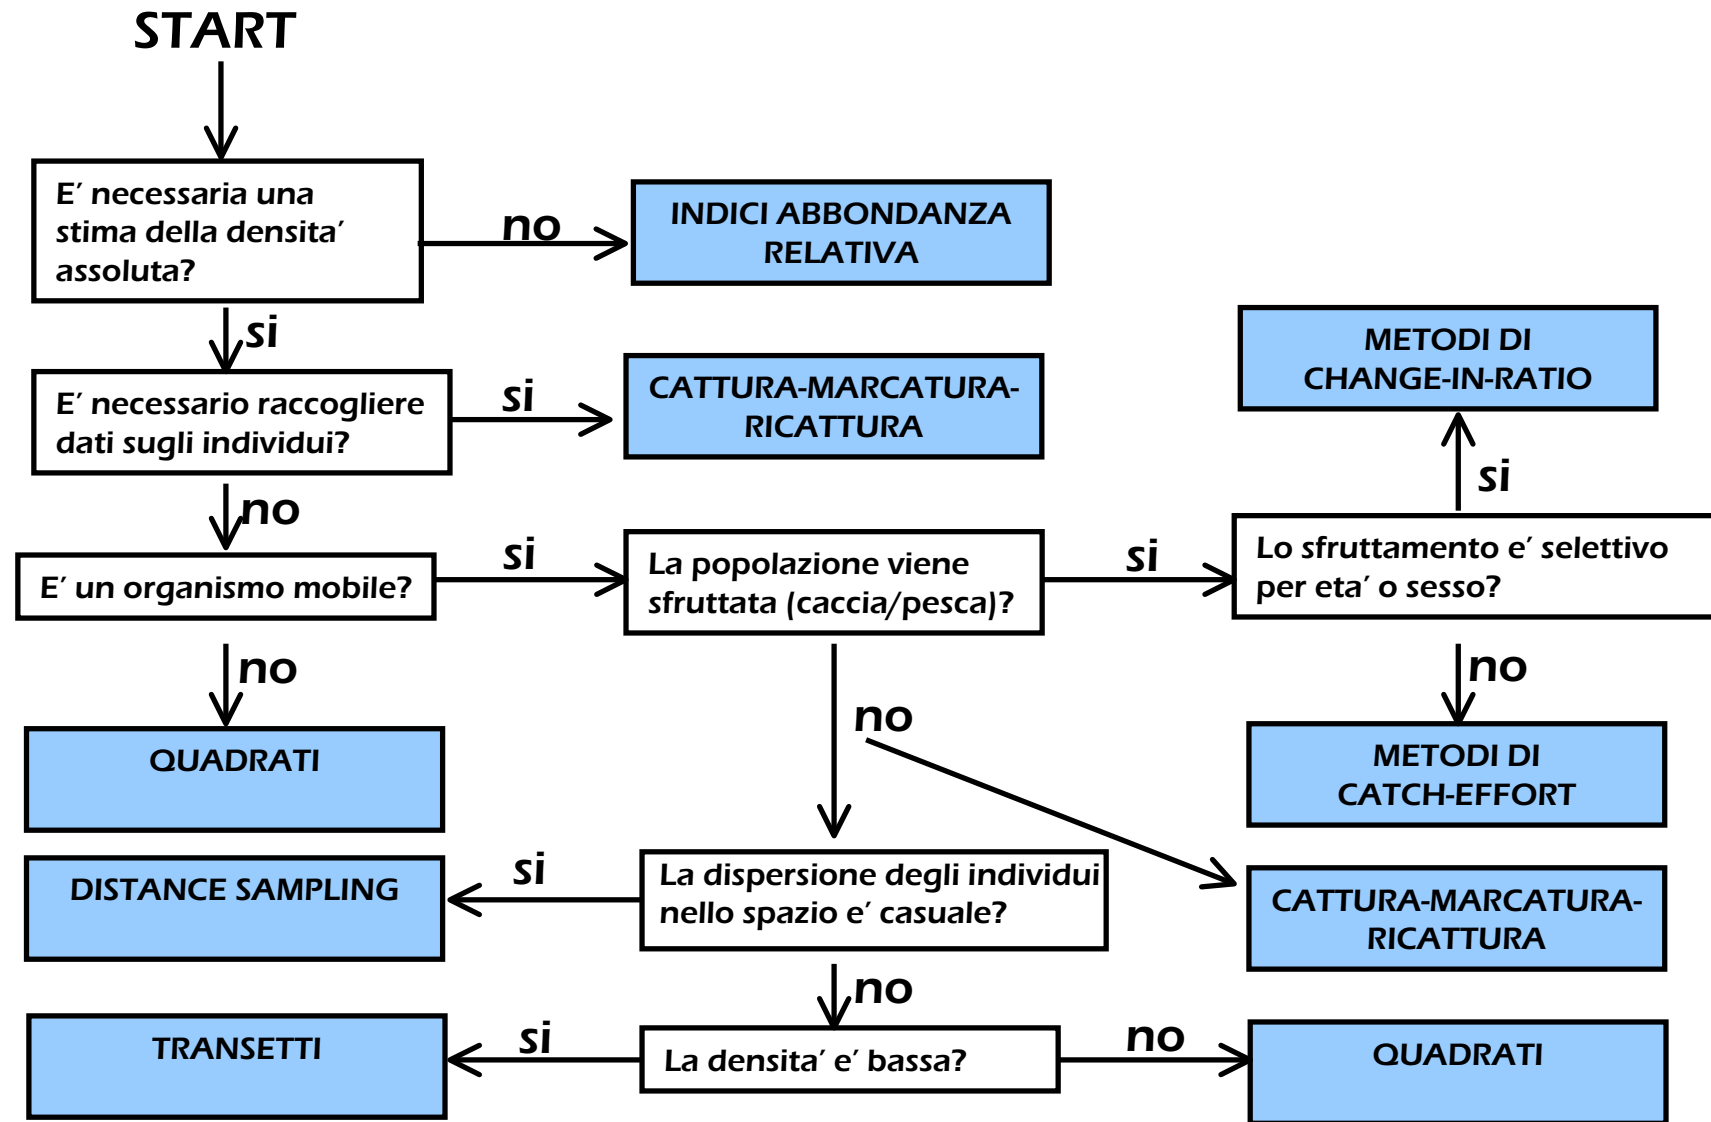 START
E' necessaria una
stima della densita'
assoluta?
no
INDICI ABBONDANZA
RELATIVA
si
E' necessario raccogliere
dati sugli individui?
si
CATTURA-MARCATURA-
RICATTURA
METODI DI
CHANGE-IN-RATIO
no
si
E' un organismo mobile?
si
La popolazione viene
sfruttata (caccia/pesca)?
si
Lo sfruttamento e' selettivo
per eta' o sesso?
no
no
no
QUADRATI
METODI DI
CATCH-EFFORT
DISTANCE SAMPLING
si
La dispersione degli individui
nello spazio e' casuale?
CATTURA-MARCATURA-
RICATTURA
no
TRANSETTI
si
La densita' e' bassa?
no
QUADRATI